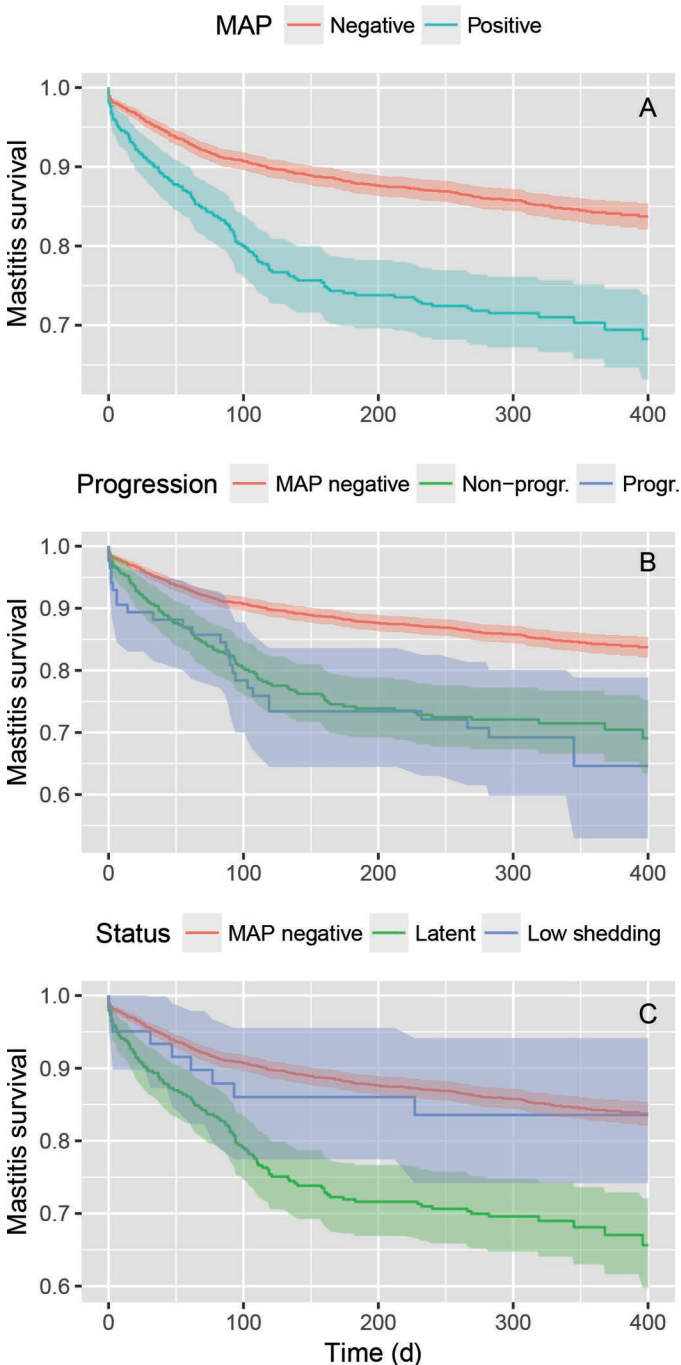 MAP Negative Positive
A
1.0
0.9
0.8
0.7
Mastitis survival
0 100 200 300 400
Progression MAP negative Non−progr. Progr.
B
1.0
0.9
0.8
0.7
0.6
Mastitis survival
0 100 200 300 400
Status MAP negative Latent Low shedding
C
1.0
0.9
0.8
0.7
0.6
Mastitis survival
0 100 200 300 400
Time (d)